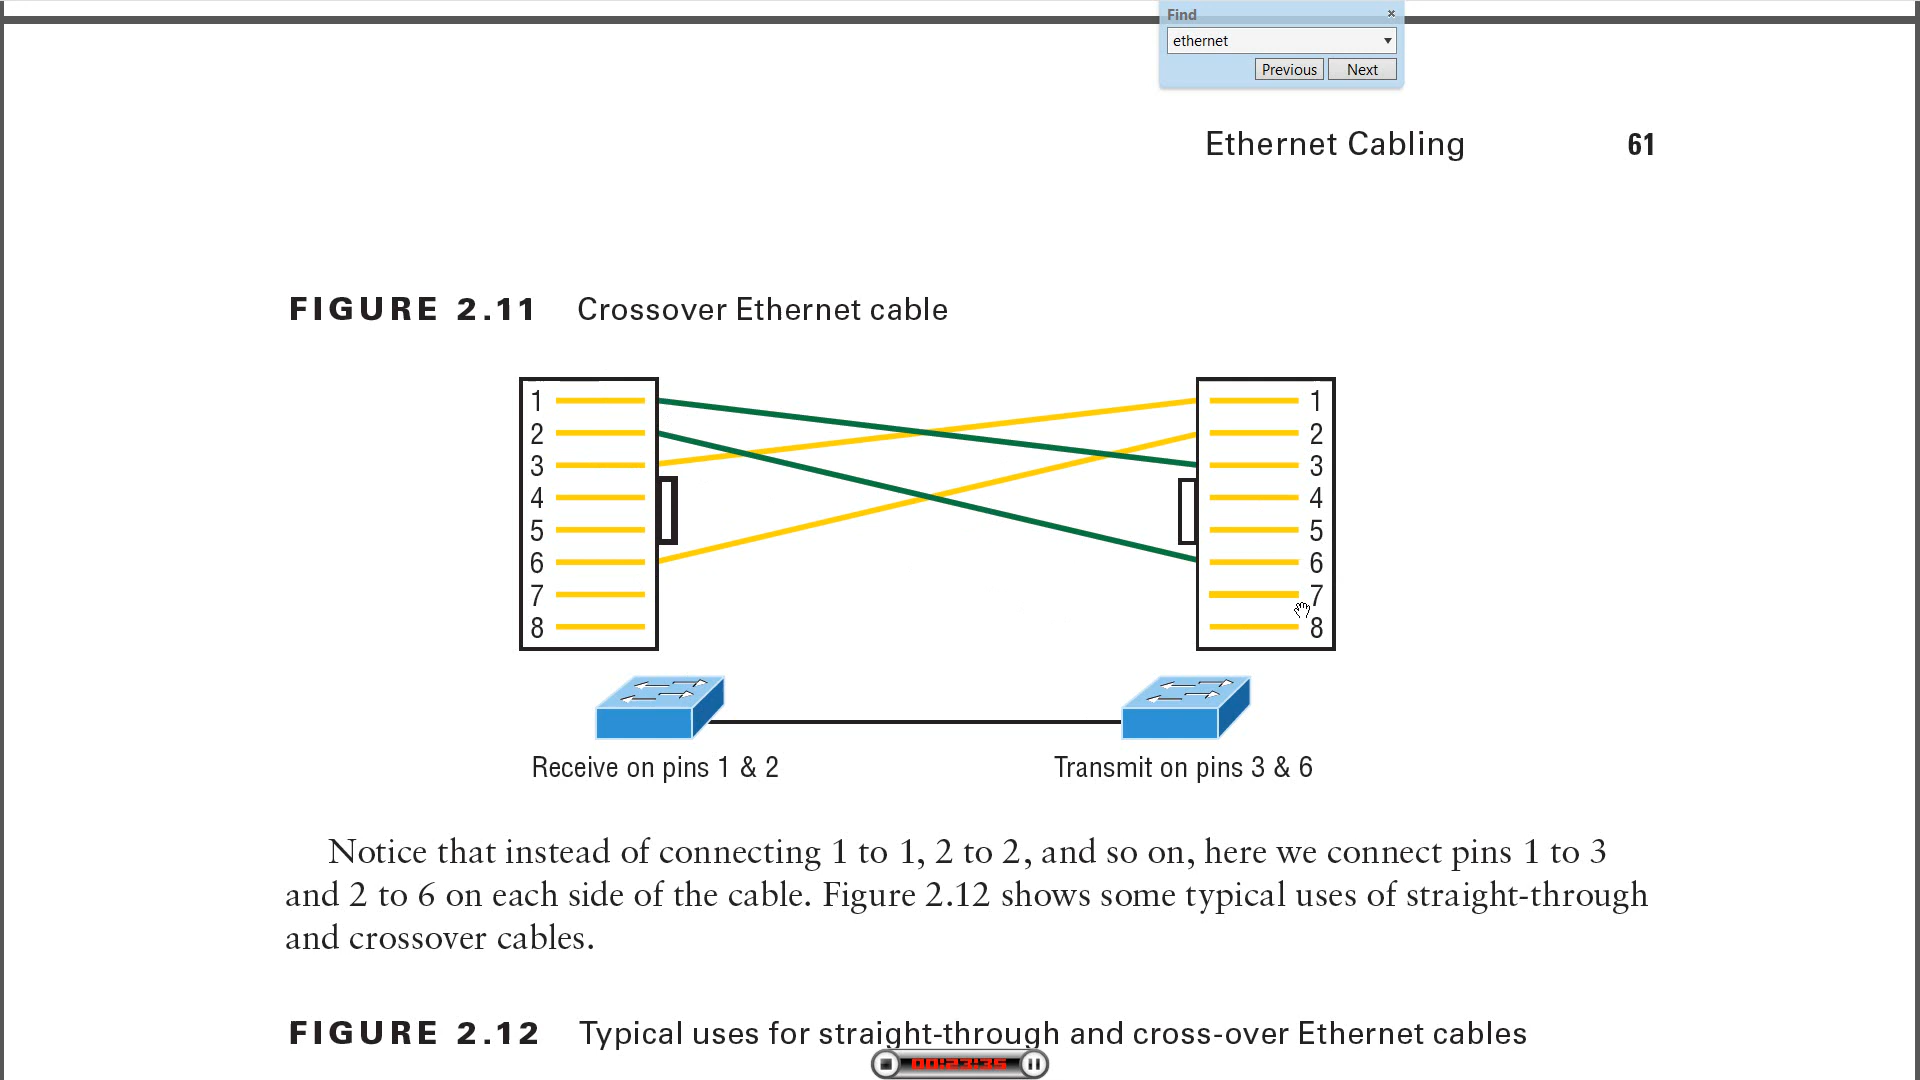 Find
ethernet
Previous Next
Ethernet Cabling 61
FIGURE 2.11 Crossover Ethernet cable
1 1
2 2
3 3
4 4
5 5
6 6
7 7
8 8
Receive on pins 1 & 2 Transmit on pins 3 & 6
Notice that instead of connecting 1 to 1, 2 to 2, and so on, here we connect pins 1 to 3
and 2 to 6 on each side of the cable. Figure 2.12 shows some typical uses of straight-through
and crossover cables.
FIGURE 2.12 Typical uses for straight-through and cross-over Ethernet cables
00:23:35